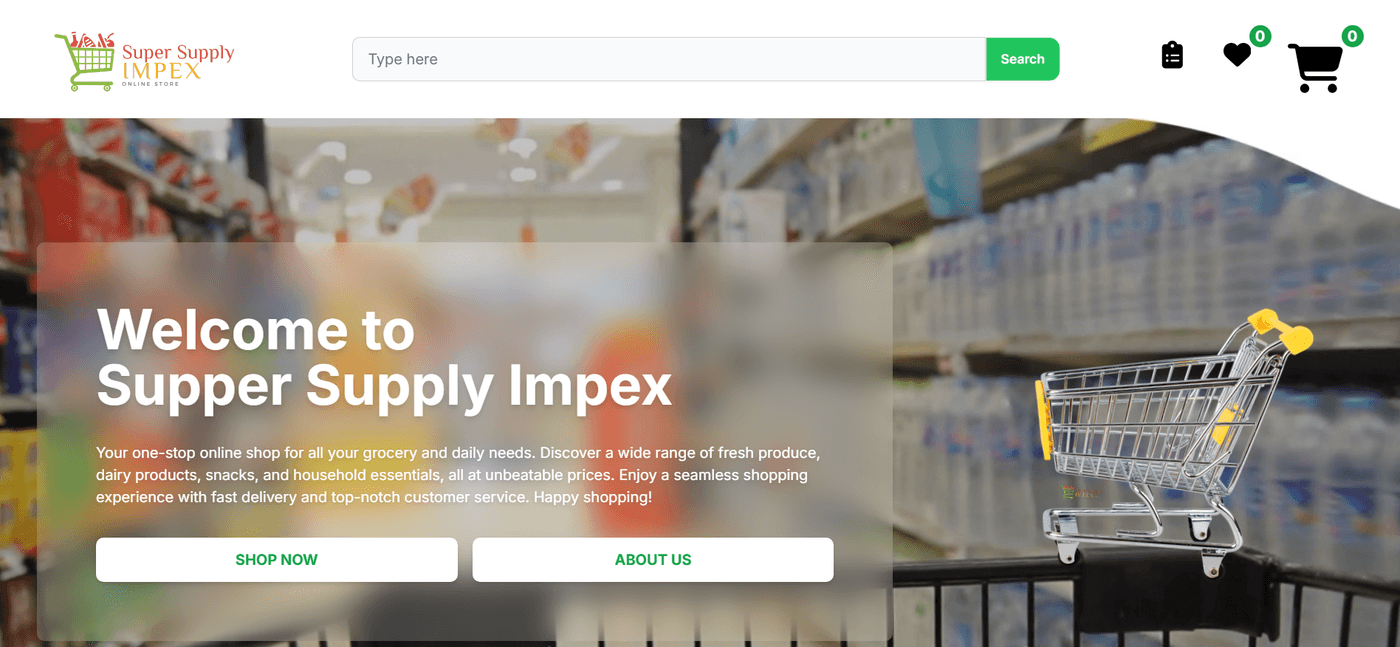 Super Supply
IMPEX
ONLINE STORE
Type here
Search
0
0
Welcome to
Supper Supply Impex
Your one-stop online shop for all your grocery and daily needs. Discover a wide range of fresh produce,
dairy products, snacks, and household essentials, all at unbeatable prices. Enjoy a seamless shopping
experience with fast delivery and top-notch customer service. Happy shopping!
SHOP NOW
ABOUT US